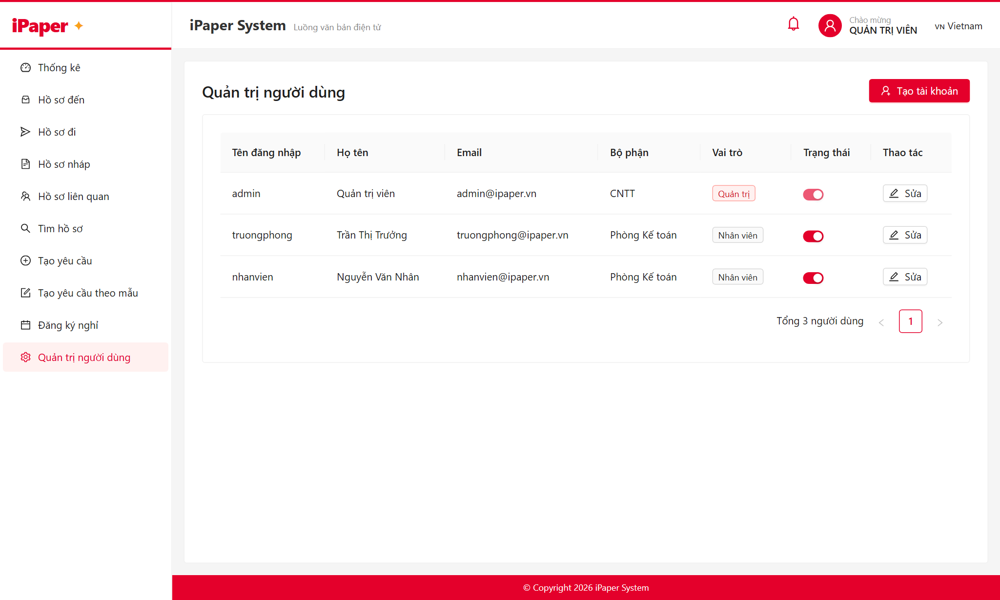 iPaper
iPaper System Luồng văn bản điện tử
Chào mừng
QUẢN TRỊ VIÊN
VN Vietnam
Thống kê
Hồ sơ đến
Hồ sơ đi
Hồ sơ nháp
Hồ sơ liên quan
Tìm hồ sơ
Tạo yêu cầu
Tạo yêu cầu theo mẫu
Đăng ký nghỉ
Quản trị người dùng
Quản trị người dùng
Tạo tài khoản
Tên đăng nhập Họ tên Email Bộ phận Vai trò Trạng thái Thao tác
admin Quản trị viên admin@ipaper.vn CNTT Quản trị Sửa
truongphong Trần Thị Trưởng truongphong@ipaper.vn Phòng Kế toán Nhân viên Sửa
nhanvien Nguyễn Văn Nhân nhanvien@ipaper.vn Phòng Kế toán Nhân viên Sửa
Tổng 3 người dùng < 1 >
© Copyright 2026 iPaper System